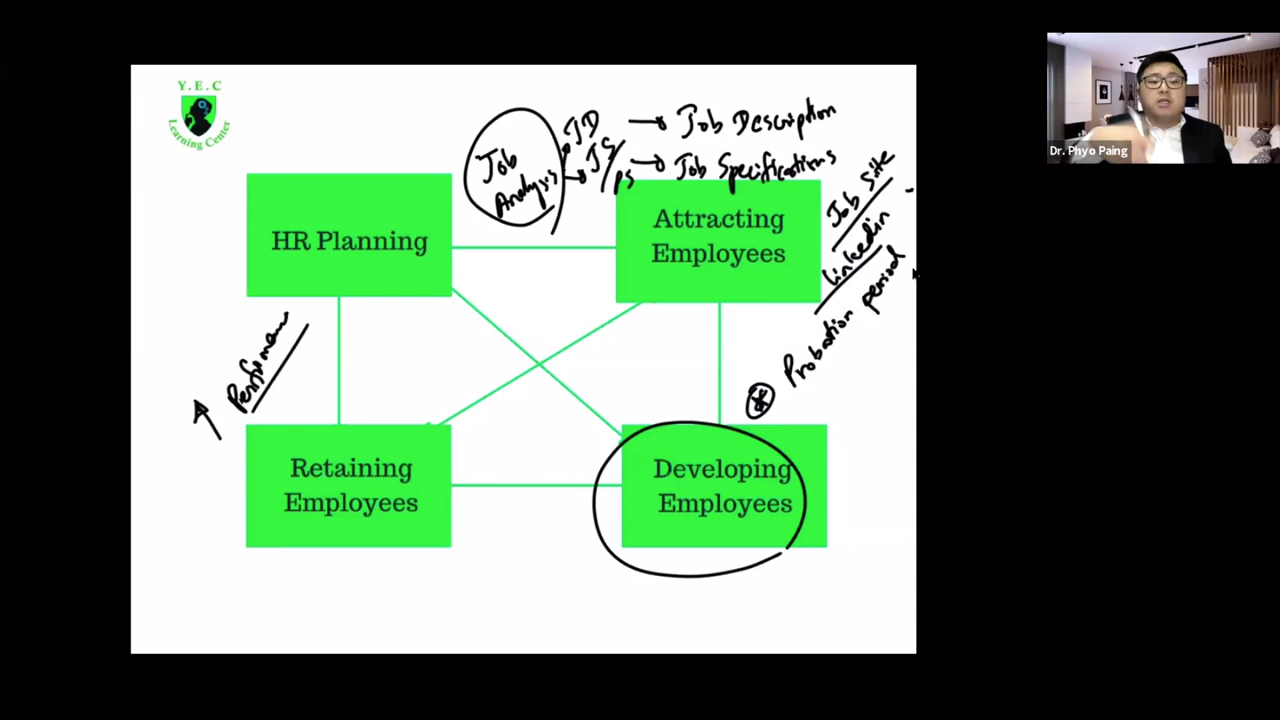 Y.E.C
Learning Center
Job
Analysis
JD
JS/
PS
Job Description
Job Specifications
HR Planning
Attracting
Employees
Job Site
Linkedin
Probation period
Retaining
Employees
Developing
Employees
Dr. Phyo Paing